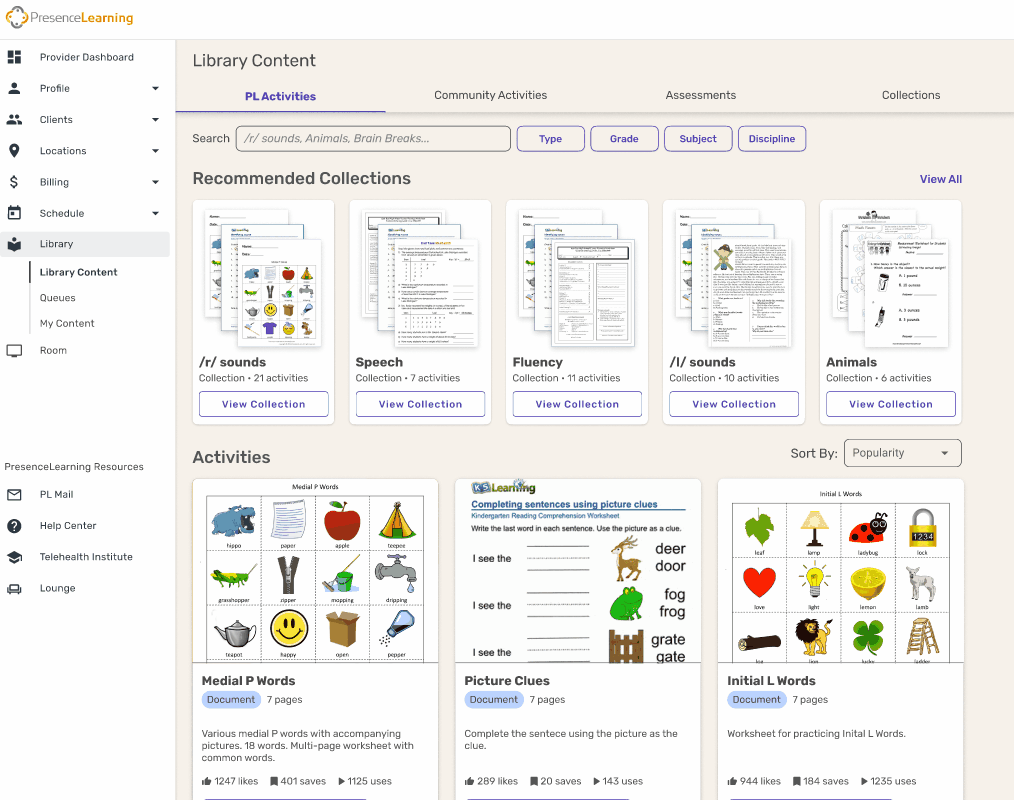 PresenceLearning
Provider Dashboard
Profile
Clients
Locations
Billing
Schedule
Library
Library Content
Queues
My Content
Room
PresenceLearning Resources
PL Mail
Help Center
Telehealth Institute
Lounge
Library Content
PL Activities Community Activities Assessments Collections
Search /r/ sounds, Animals, Brain Breaks... Type Grade Subject Discipline
Recommended Collections View All
/r/ sounds
Collection • 21 activities
View Collection
Speech
Collection • 7 activities
View Collection
Fluency
Collection • 11 activities
View Collection
/l/ sounds
Collection • 10 activities
View Collection
Animals
Collection • 6 activities
View Collection
Activities Sort By: Popularity
Medial P Words
hippo paper apple teepee
grasshopper zipper mopping dripping
teapot happy open pepper
Medial P Words
Document 7 pages
Various medial P words with accompanying
pictures. 18 words. Multi-page worksheet with
common words.
1247 likes 401 saves 1125 uses
K5 Learning
Completing sentences using picture clues
Kindergarten Reading Comprehension Worksheet
Write the last word in each sentence. Use the picture as a clue.
I see the deer
door
I see the fog
frog
I see the grate
gate
Picture Clues
Document 7 pages
Complete the sentece using the picture as the
clue.
289 likes 20 saves 143 uses
Initial L Words
leaf lamp ladybug lock
1234
love light lemon lamb
log lion lucky ladder
Initial L Words
Document 7 pages
Worksheet for practicing Inital L Words.
944 likes 184 saves 1235 uses